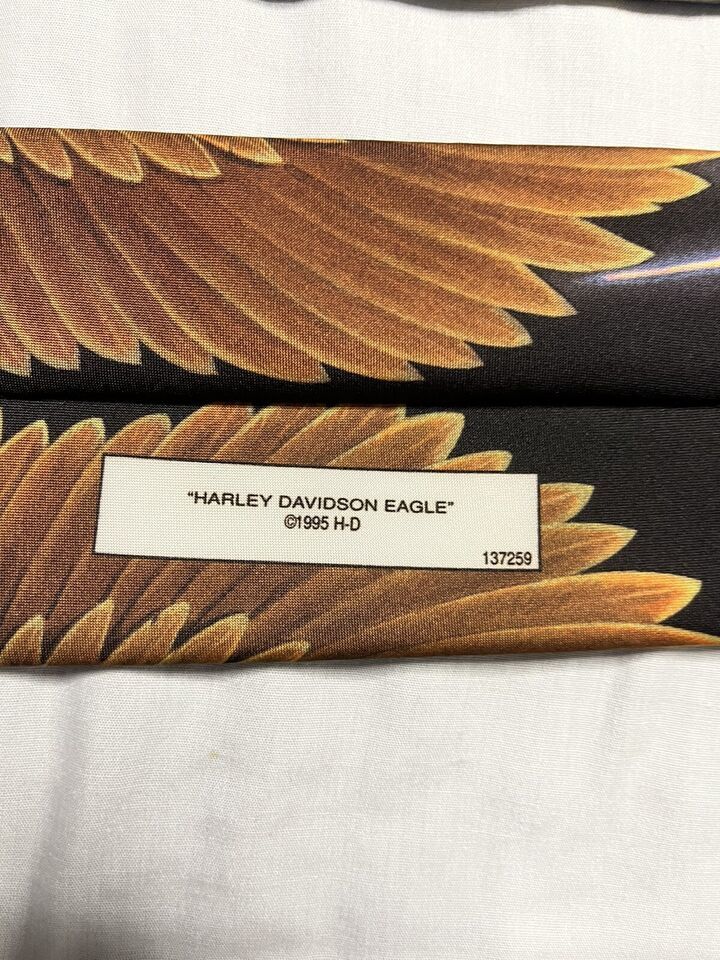 "HARLEY DAVIDSON EAGLE"
©1995 H-D
137259